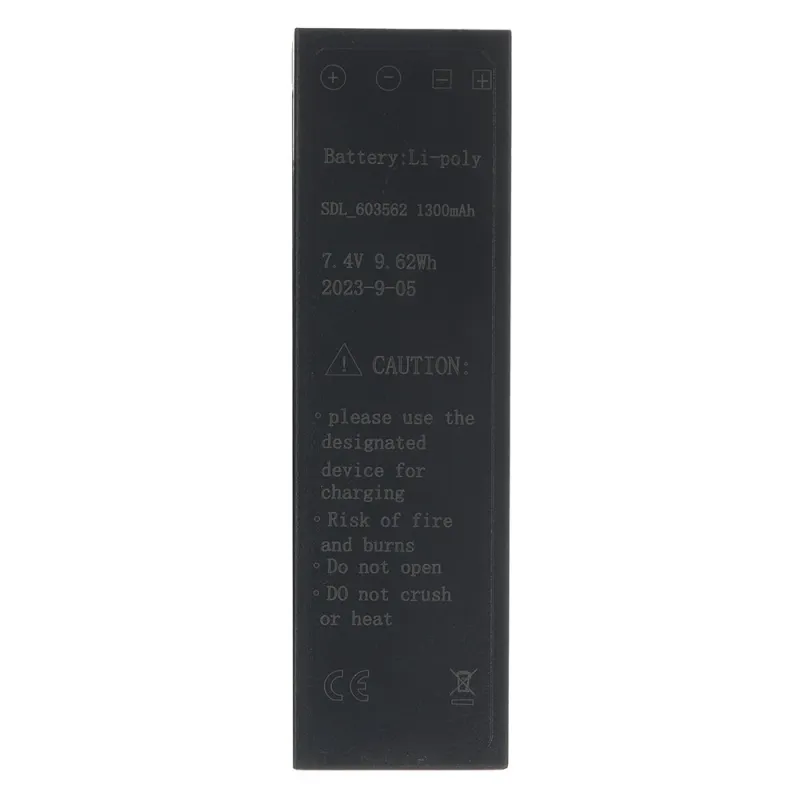 + - - +
Battery:Li-poly
SDL_603562 1300mAh
7.4V 9.62Wh
2023-9-05
! CAUTION:
◦ please use the
designated
device for
charging
◦ Risk of fire
and burns
◦ Do not open
◦ DO not crush
or heat
CE